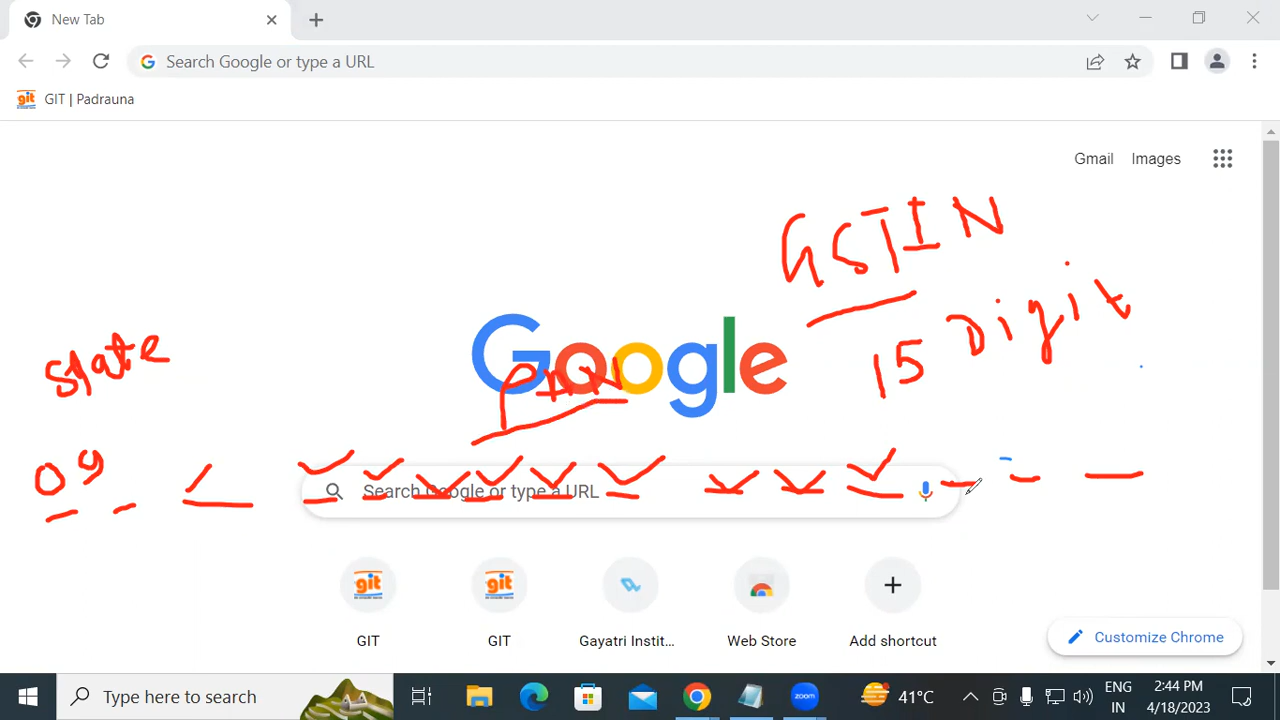 New Tab
Search Google or type a URL
GIT | Padrauna
Gmail Images
GSTIN
15 Digit
Google
state
PAN
09
Search Google or type a URL
GIT GIT Gayatri Instit... Web Store Add shortcut
Customize Chrome
Type here to search
zoom
41°C
ENG
IN
2:44 PM
4/18/2023